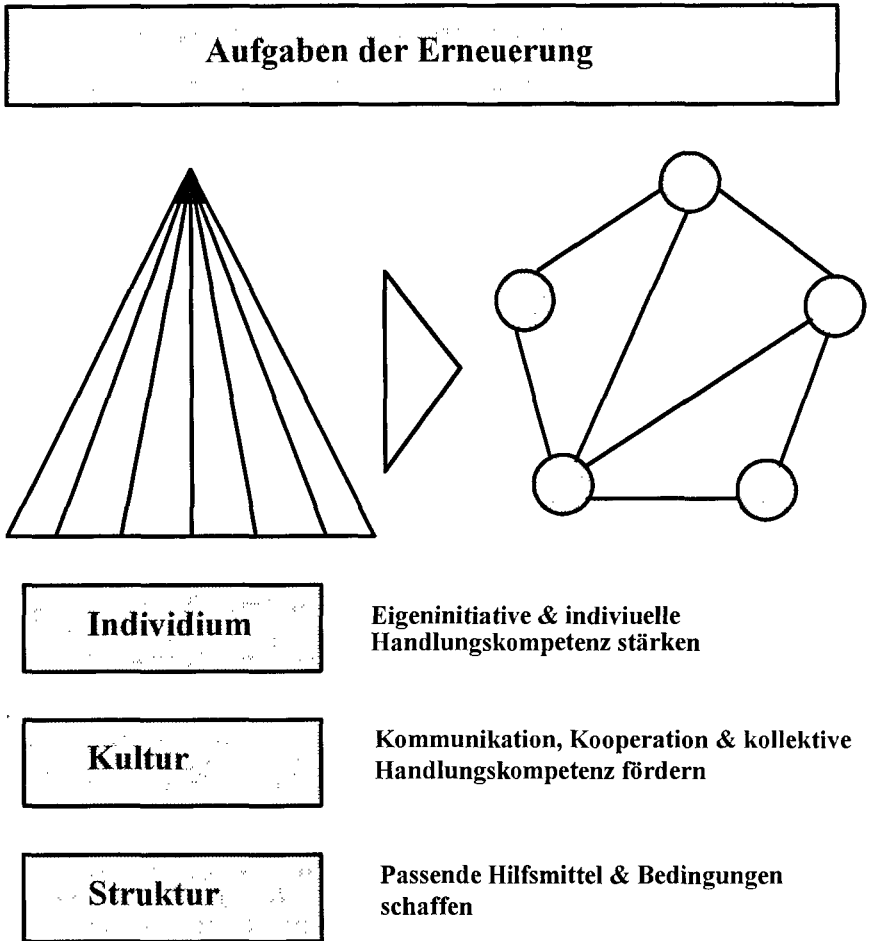 Aufgaben der Erneuerung
Individium
Eigeninitiative & indiviuelle
Handlungskompetenz stärken
Kultur
Kommunikation, Kooperation & kollektive
Handlungskompetenz fördern
Struktur
Passende Hilfsmittel & Bedingungen
schaffen